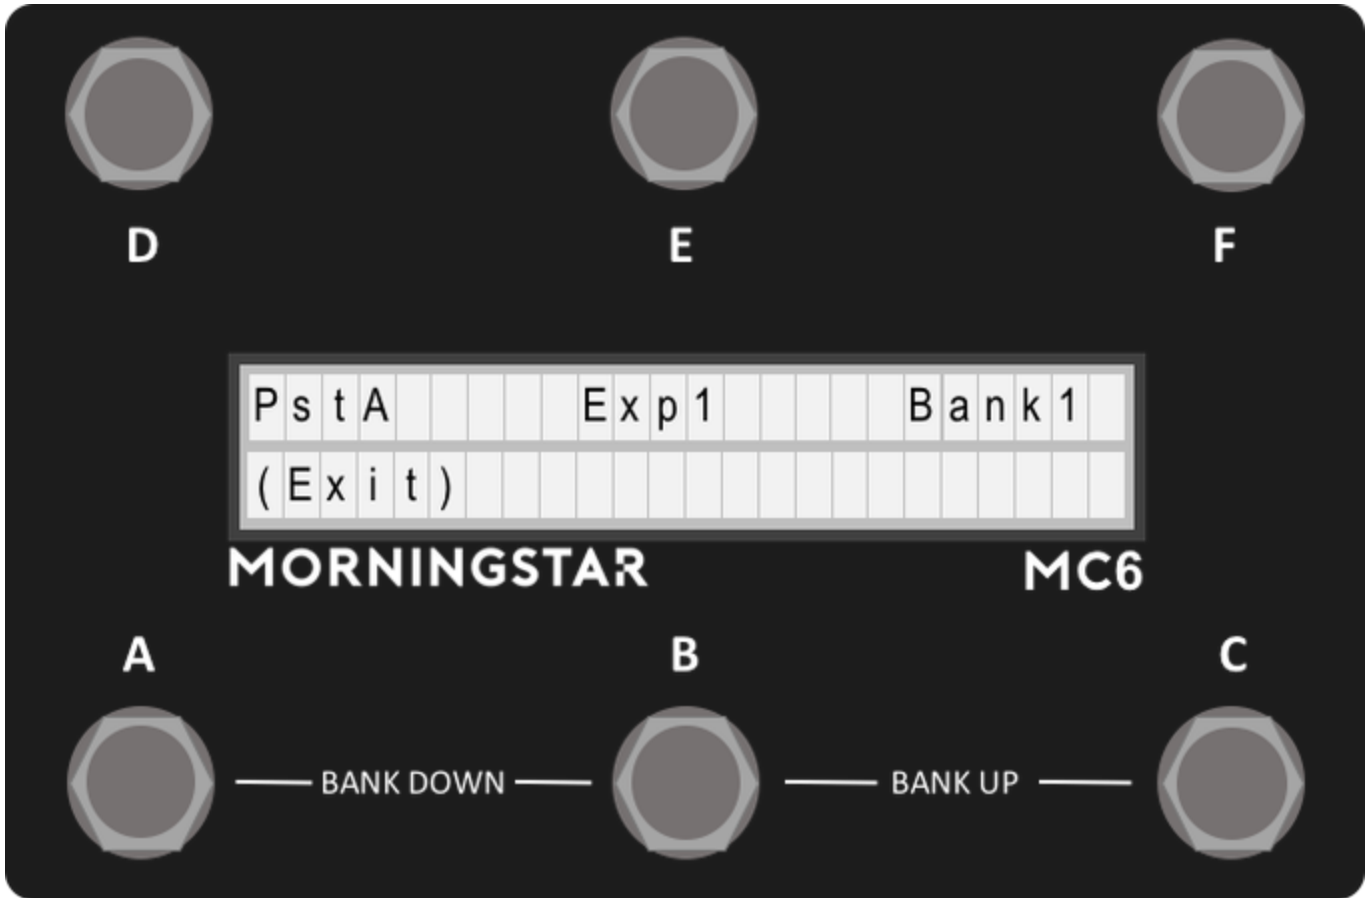 D E F
PstA Exp1 Bank1
(Exit)
MORNINGSTAR MC6
A B C
BANK DOWN BANK UP